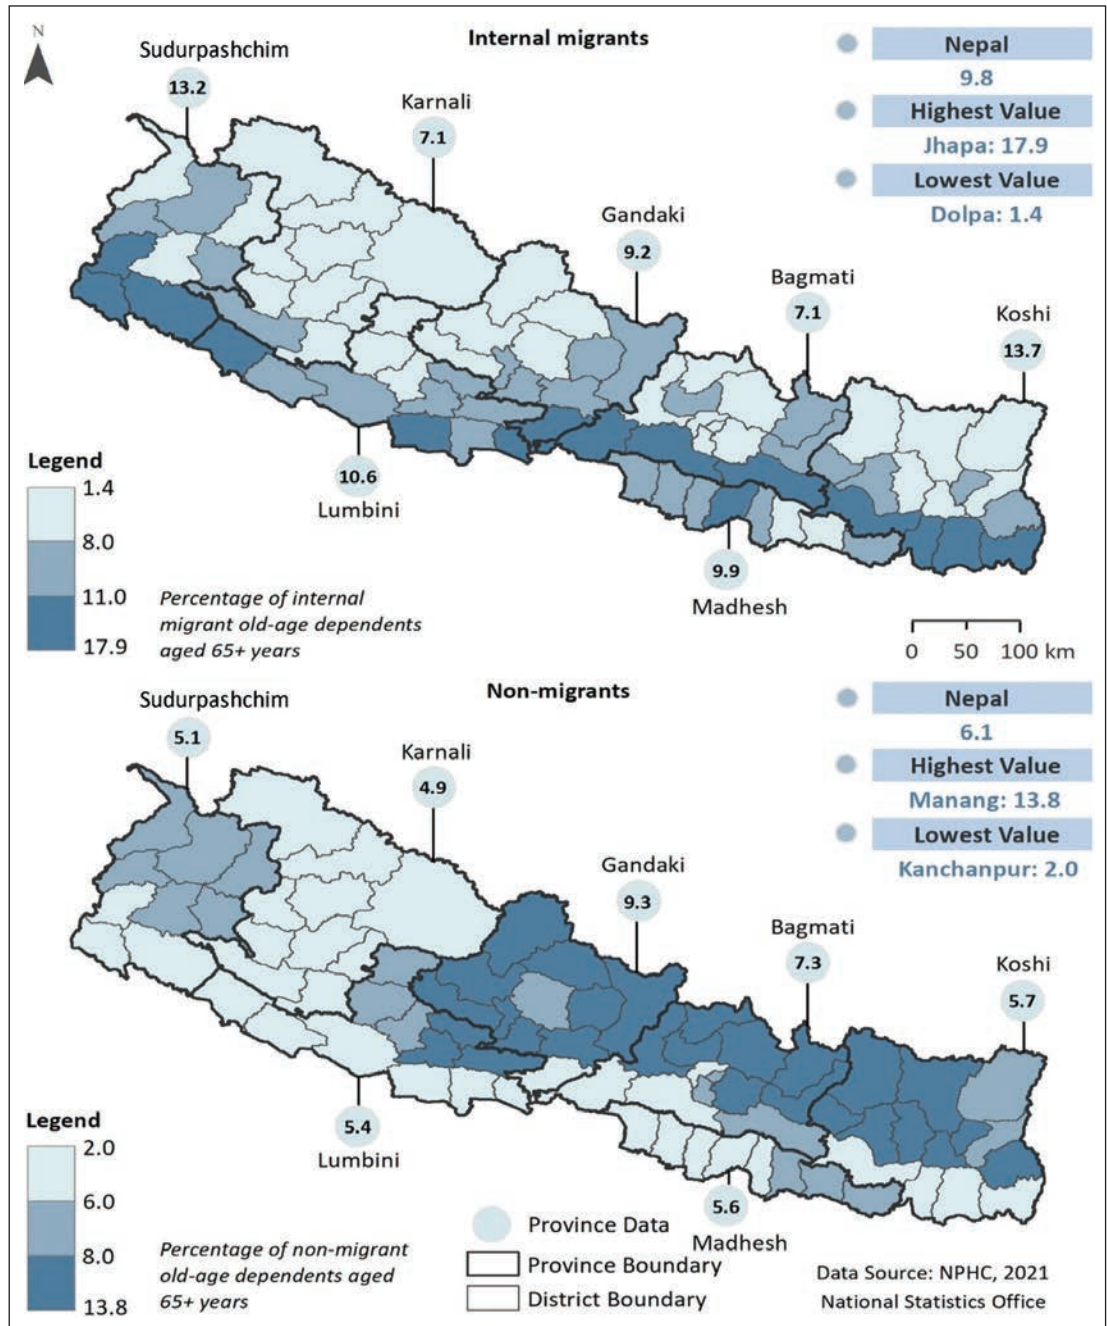 N
Internal migrants
Nepal
9.8
Highest Value
Jhapa: 17.9
Lowest Value
Dolpa: 1.4
Sudurpashchim
13.2
Karnali
7.1
Gandaki
9.2
Bagmati
7.1
Koshi
13.7
10.6
Lumbini
9.9
Madhesh
Legend
1.4
8.0
11.0
17.9
Percentage of internal
migrant old-age dependents
aged 65+ years
0 50 100 km
Non-migrants
Nepal
6.1
Highest Value
Manang: 13.8
Lowest Value
Kanchanpur: 2.0
Sudurpashchim
5.1
Karnali
4.9
Gandaki
9.3
Bagmati
7.3
Koshi
5.7
5.4
Lumbini
5.6
Madhesh
Legend
2.0
6.0
8.0
13.8
Percentage of non-migrant
old-age dependents aged
65+ years
Province Data
Province Boundary
District Boundary
Data Source: NPHC, 2021
National Statistics Office